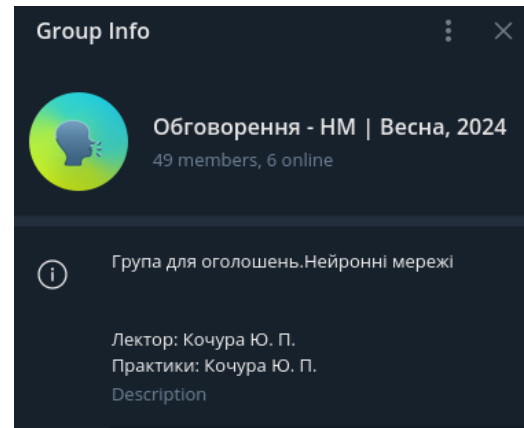 Group Info
Обговорення - НМ | Весна, 2024
49 members, 6 online
Група для оголошень.Нейронні мережі
Лектор: Кочура Ю. П.
Практики: Кочура Ю. П.
Description